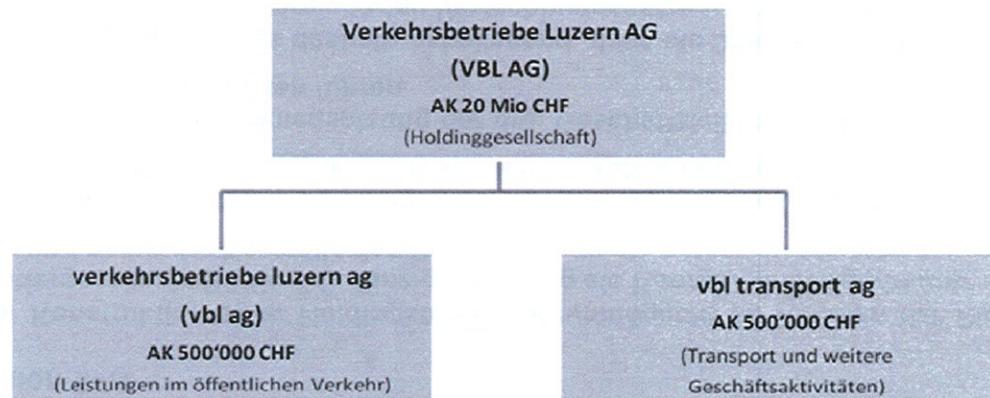 Verkehrsbetriebe Luzern AG
(VBL AG)
AK 20 Mio CHF
(Holdinggesellschaft)
verkehrsbetriebe luzern ag
(vbl ag)
AK 500‘000 CHF
(Leistungen im öffentlichen Verkehr)
vbl transport ag
AK 500‘000 CHF
(Transport und weitere
Geschäftsaktivitäten)